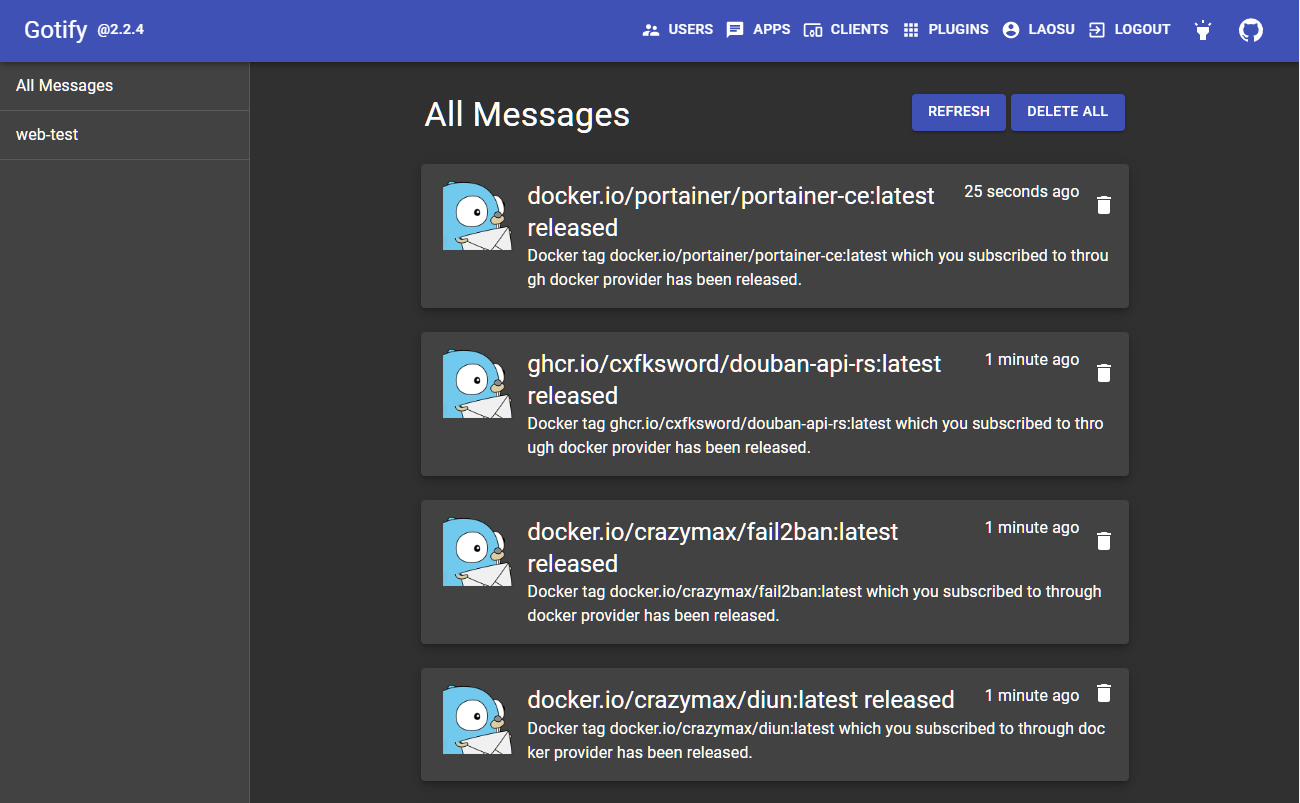 Gotify @2.2.4 USERS APPS CLIENTS PLUGINS LAOSU LOGOUT
All Messages
web-test
All Messages REFRESH DELETE ALL
docker.io/portainer/portainer-ce:latest 25 seconds ago
released
Docker tag docker.io/portainer/portainer-ce:latest which you subscribed to throu
gh docker provider has been released.
ghcr.io/cxfksword/douban-api-rs:latest 1 minute ago
released
Docker tag ghcr.io/cxfksword/douban-api-rs:latest which you subscribed to thro
ugh docker provider has been released.
docker.io/crazymax/fail2ban:latest 1 minute ago
released
Docker tag docker.io/crazymax/fail2ban:latest which you subscribed to through
docker provider has been released.
docker.io/crazymax/diun:latest released 1 minute ago
Docker tag docker.io/crazymax/diun:latest which you subscribed to through doc
ker provider has been released.